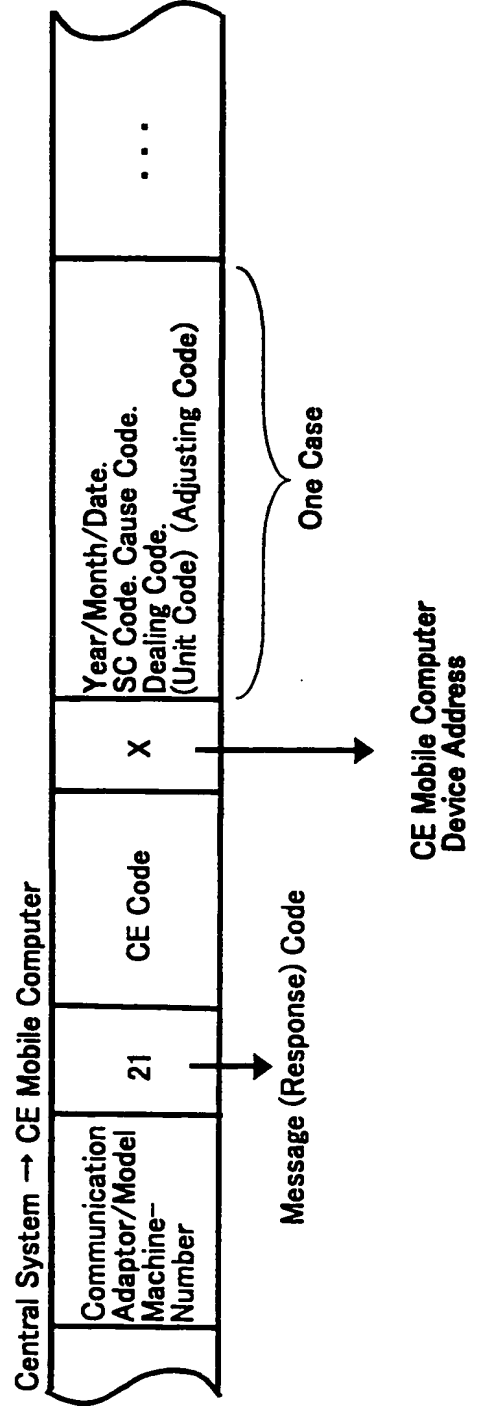 Central System → CE Mobile Computer
Communication
Adaptor/Model
Machine-
Number
21
CE Code
X
Year/Month/Date.
SC Code. Cause Code.
Dealing Code.
(Unit Code) (Adjusting Code)
...
Message (Response) Code
CE Mobile Computer
Device Address
One Case